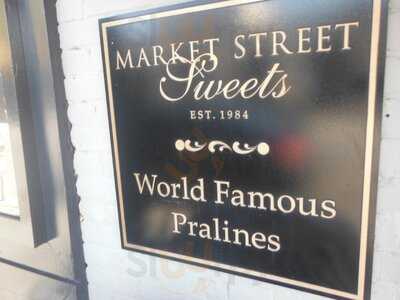 MARKET STREET
Sweets
EST. 1984
World Famous
Pralines